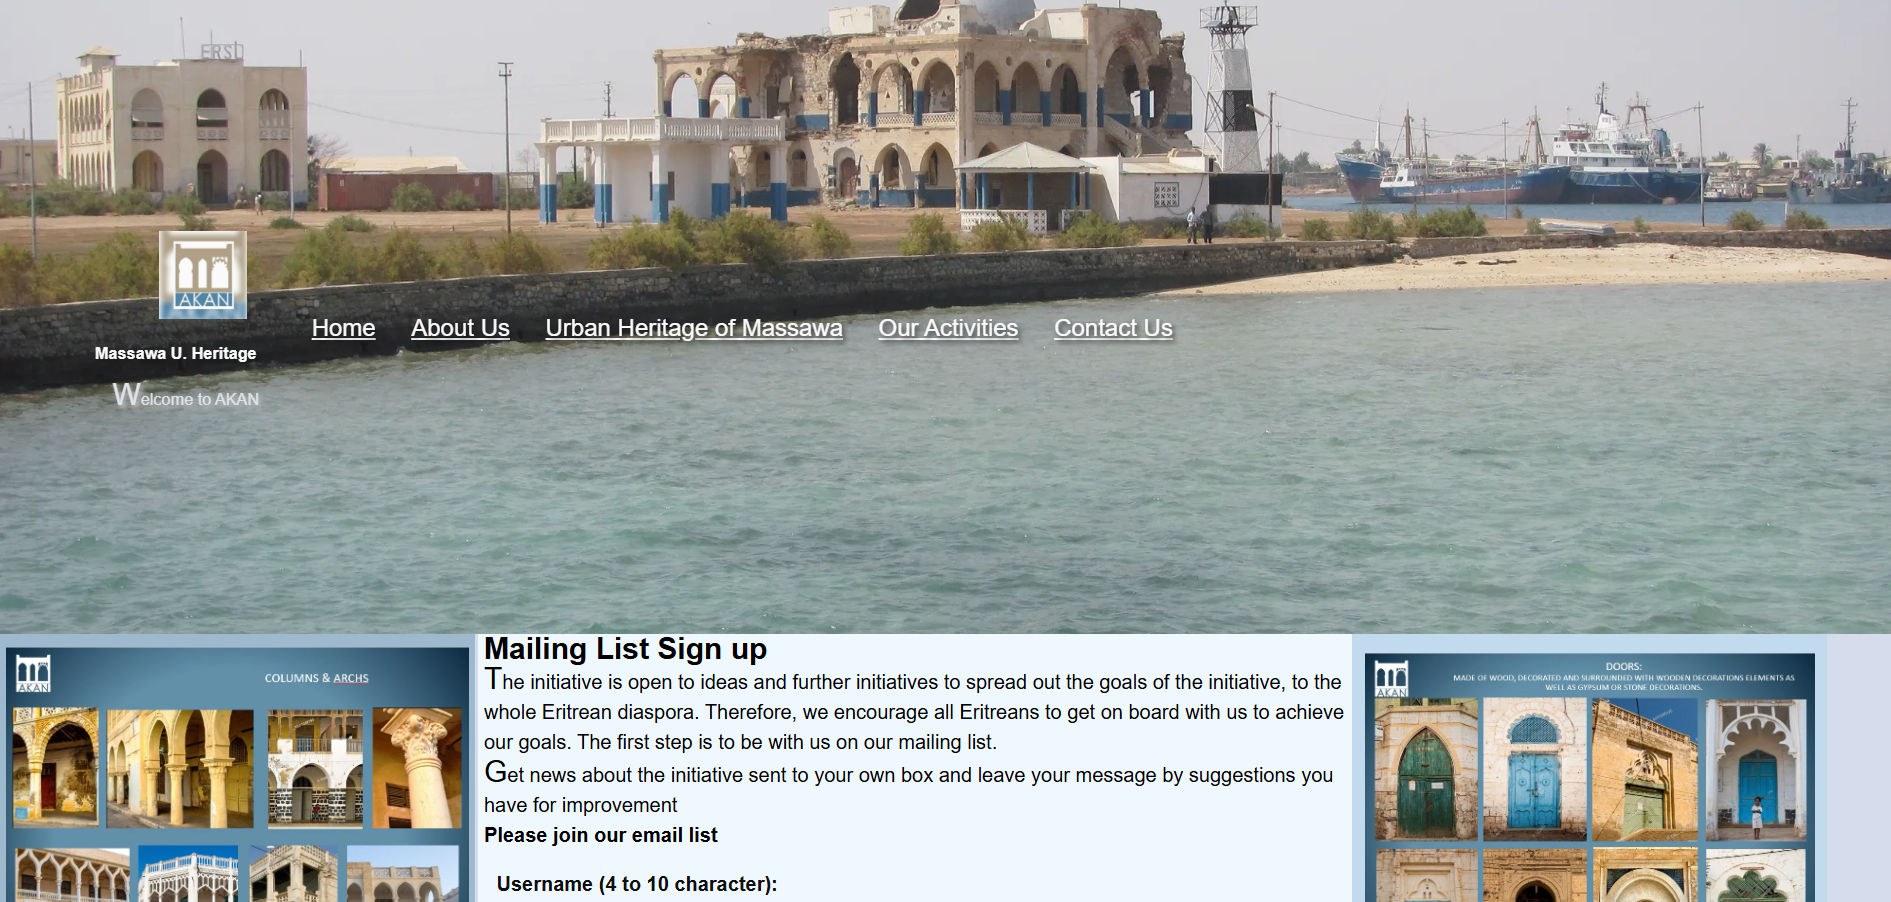 ERSI
AKAN
Home About Us Urban Heritage of Massawa Our Activities Contact Us
Massawa U. Heritage
Welcome to AKAN
AKAN
COLUMNS & ARCHS
Mailing List Sign up
The initiative is open to ideas and further initiatives to spread out the goals of the initiative, to the
whole Eritrean diaspora. Therefore, we encourage all Eritreans to get on board with us to achieve
our goals. The first step is to be with us on our mailing list.
Get news about the initiative sent to your own box and leave your message by suggestions you
have for improvement
Please join our email list
Username (4 to 10 character):
AKAN
DOORS:
MADE OF WOOD, DECORATED AND SURROUNDED WITH WOODEN DECORATIONS ELEMENTS AS
WELL AS GYPSUM OR STONE DECORATIONS.